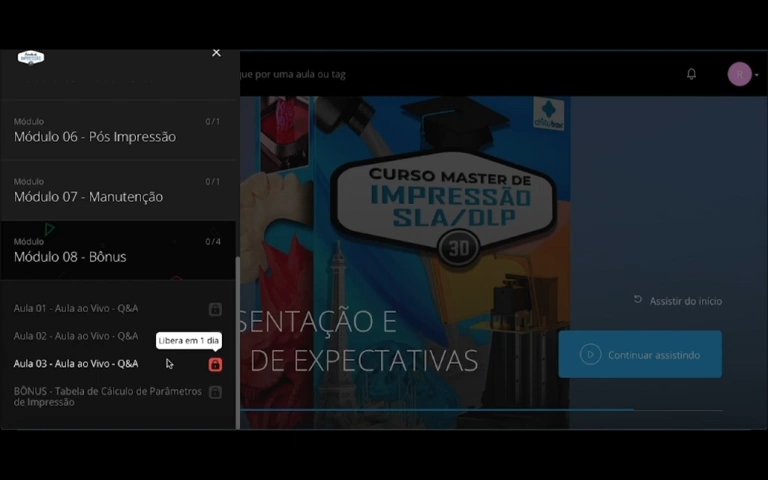 que por uma aula ou tag
R
Módulo
0/1
Módulo 06 - Pós Impressão
Módulo
0/1
Módulo 07 - Manutenção
Módulo
0/4
Módulo 08 - Bônus
Aula 01 - Aula ao Vivo - Q&A
Aula 02 - Aula ao Vivo - Q&A
Libera em 1 dia
Aula 03 - Aula ao Vivo - Q&A
BÔNUS - Tabela de Cálculo de Parâmetros
de Impressão
CURSO MASTER DE
IMPRESSÃO
SLA/DLP
3D
SENTAÇÃO E
DE EXPECTATIVAS
Assistir do início
Continuar assistindo